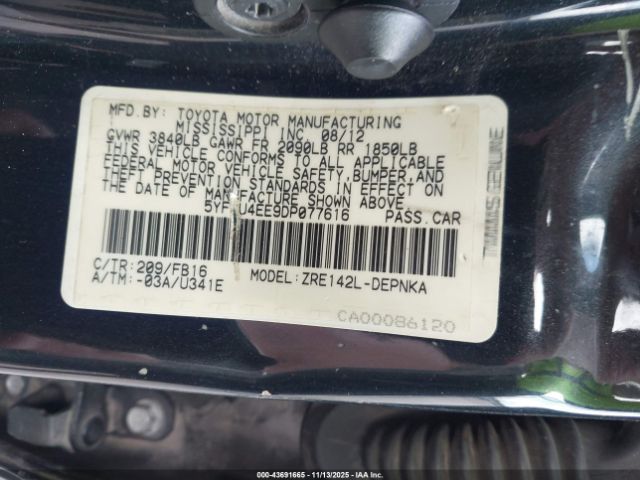 MFD.BY: TOYOTA MOTOR MANUFACTURING
MISSISSIPPI INC 08/12
GVWR 3840LB GAWR FR 2090LB RR 1850LB
THIS VEHICLE CONFORMS TO ALL APPLICABLE
FEDERAL MOTOR VEHICLE SAFETY,BUMPER,AND
THEFT PREVENTION STANDARDS IN EFFECT ON
THE DATE OF MANUFACTURE SHOWN ABOVE
PASS.CAR
C/TR:209/FB16
A/TM:-03A/U341E
MODEL:ZRE142L-DEPNKA
CA00086120
TMMMS GENUINE
000-43691665 - 11/13/2025 - IAA Inc.